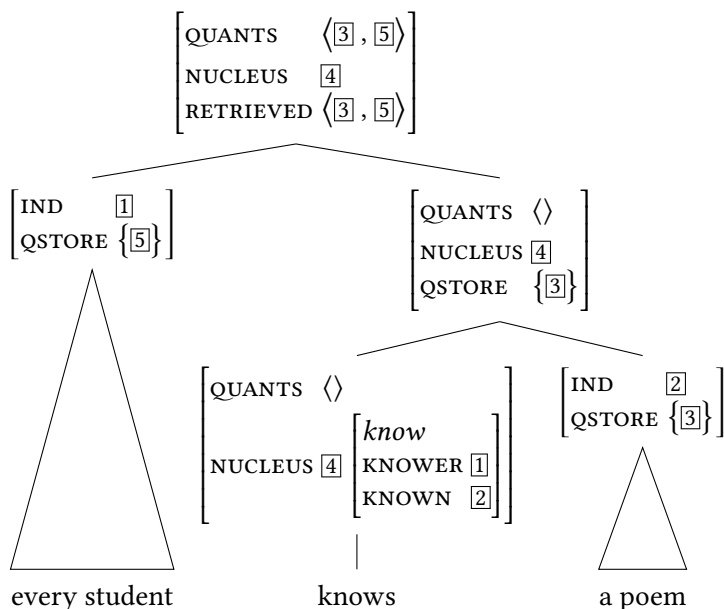 QUANTS ⟨3 , 5⟩
NUCLEUS 4
RETRIEVED ⟨3 , 5⟩
IND 1
QSTORE {5}
QUANTS ⟨⟩
NUCLEUS 4
QSTORE {3}
QUANTS ⟨⟩
NUCLEUS 4
know
KNOWER 1
KNOWN 2
IND 2
QSTORE {3}
every student
knows
a poem